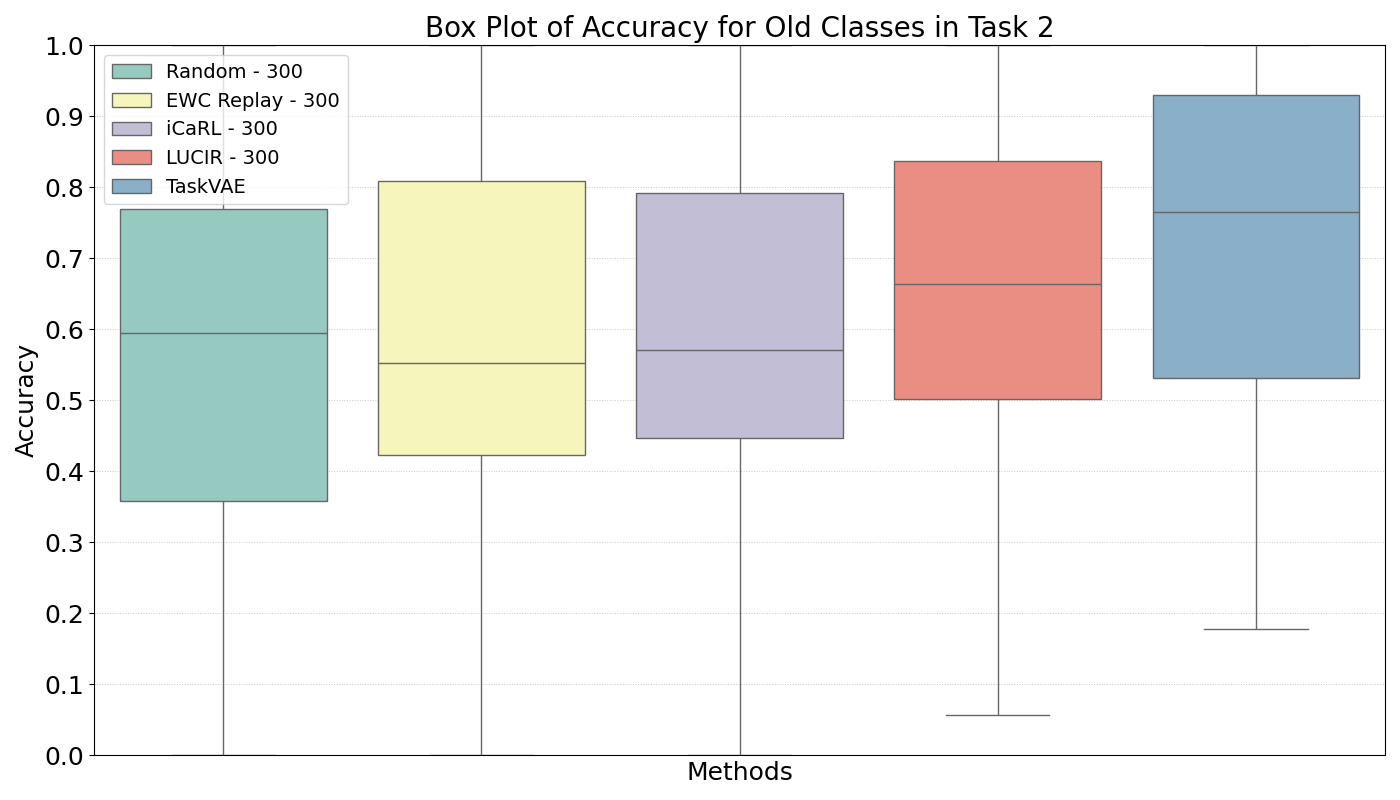 Box Plot of Accuracy for Old Classes in Task 2
1.0
0.9
0.8
0.7
0.6
0.5
0.4
0.3
0.2
0.1
0.0
Accuracy
Random - 300
EWC Replay - 300
iCaRL - 300
LUCIR - 300
TaskVAE
Methods